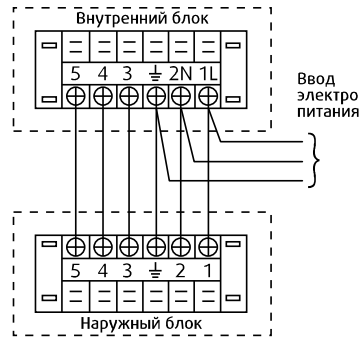 Внутренний блок
5 4 3 2N 1L
Ввод
электро
питания
5 4 3 2 1
Наружный блок